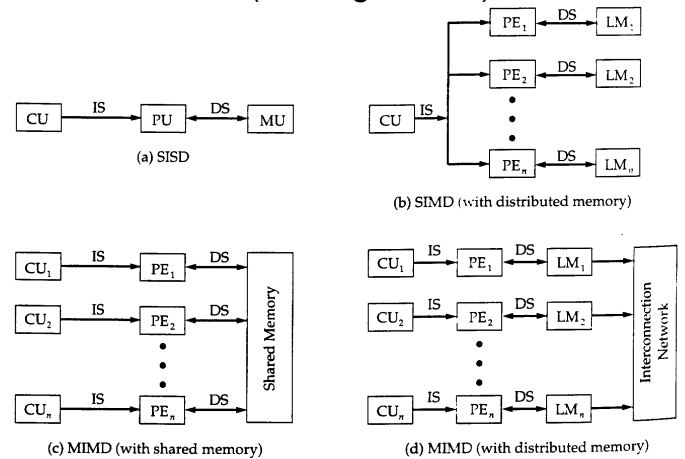 CU IS PU DS MU
(a) SISD
PE1 DS LM1
PE2 DS LM2
CU IS
PEn DS LMn
(b) SIMD (with distributed memory)
CU1 IS PE1 DS
CU2 IS PE2 DS
CUn IS PEn DS
Shared Memory
(c) MIMD (with shared memory)
CU1 IS PE1 DS LM1
CU2 IS PE2 DS LM2
CUn IS PEn DS LMn
Interconnection
Network
(d) MIMD (with distributed memory)